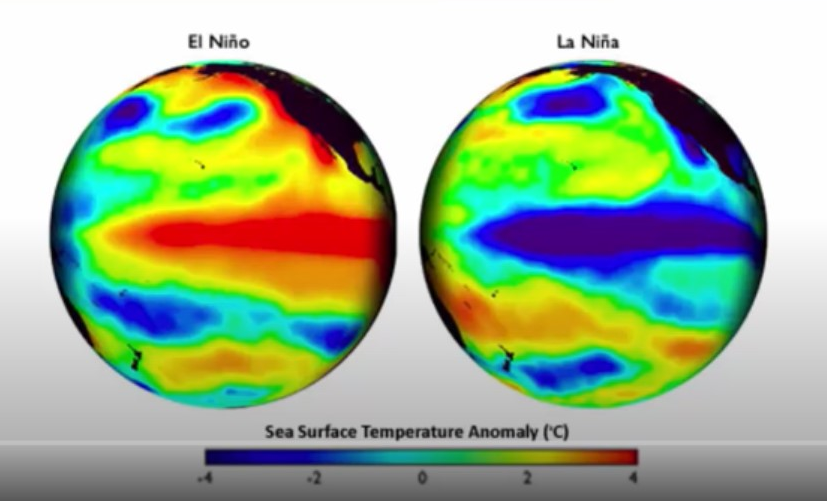 El Niño
La Niña
Sea Surface Temperature Anomaly (°C)
-4 -2 0 2 4